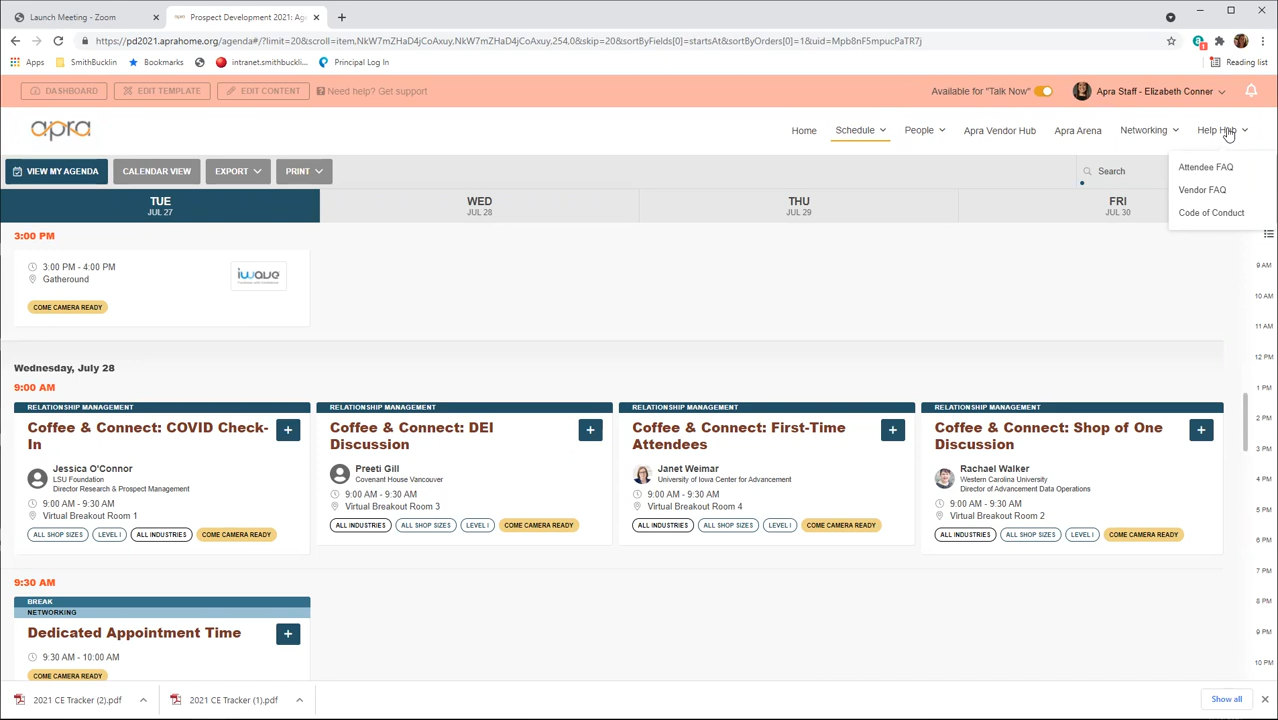 Launch Meeting - Zoom
apra Prospect Development 2021: Age
https://pd2021.aprahome.org/agenda#/?limit=20&scroll=item,NkW7mZHaD4jCoAxuy,NkW7mZHaD4jCoAxuy,254.0&skip=20&sortByFields[0]=startsAt&sortByOrders[0]=1&uid=Mpb8nF5mpucPaTR7j
Apps SmithBucklin Bookmarks intranet.smithbucklin... Principal Log In Reading list
DASHBOARD EDIT TEMPLATE EDIT CONTENT Need help? Get support Available for "Talk Now" Apra Staff - Elizabeth Conner
apra Home Schedule People Apra Vendor Hub Apra Arena Networking Help Hub
VIEW MY AGENDA CALENDAR VIEW EXPORT PRINT Search
Attendee FAQ
Vendor FAQ
Code of Conduct
TUE WED THU FRI
JUL 27 JUL 28 JUL 29 JUL 30
3:00 PM
3:00 PM - 4:00 PM
Gatheround
iwave
COME CAMERA READY
Wednesday, July 28
9:00 AM
RELATIONSHIP MANAGEMENT
Coffee & Connect: COVID Check-
In
Jessica O'Connor
LSU Foundation
Director Research & Prospect Management
9:00 AM - 9:30 AM
Virtual Breakout Room 1
ALL SHOP SIZES LEVEL I ALL INDUSTRIES COME CAMERA READY
RELATIONSHIP MANAGEMENT
Coffee & Connect: DEI
Discussion
Preeti Gill
Covenant House Vancouver
9:00 AM - 9:30 AM
Virtual Breakout Room 3
ALL INDUSTRIES ALL SHOP SIZES LEVEL I COME CAMERA READY
RELATIONSHIP MANAGEMENT
Coffee & Connect: First-Time
Attendees
Janet Weimar
University of Iowa Center for Advancement
9:00 AM - 9:30 AM
Virtual Breakout Room 4
ALL INDUSTRIES ALL SHOP SIZES LEVEL I COME CAMERA READY
RELATIONSHIP MANAGEMENT
Coffee & Connect: Shop of One
Discussion
Rachael Walker
Western Carolina University
Director of Advancement Data Operations
9:00 AM - 9:30 AM
Virtual Breakout Room 2
ALL INDUSTRIES ALL SHOP SIZES LEVEL I COME CAMERA READY
9:30 AM
BREAK
NETWORKING
Dedicated Appointment Time
9:30 AM - 10:00 AM
COME CAMERA READY
9 AM
10 AM
11 AM
12 PM
1 PM
2 PM
3 PM
4 PM
5 PM
6 PM
7 PM
8 PM
9 PM
10 PM
2021 CE Tracker (2).pdf 2021 CE Tracker (1).pdf Show all